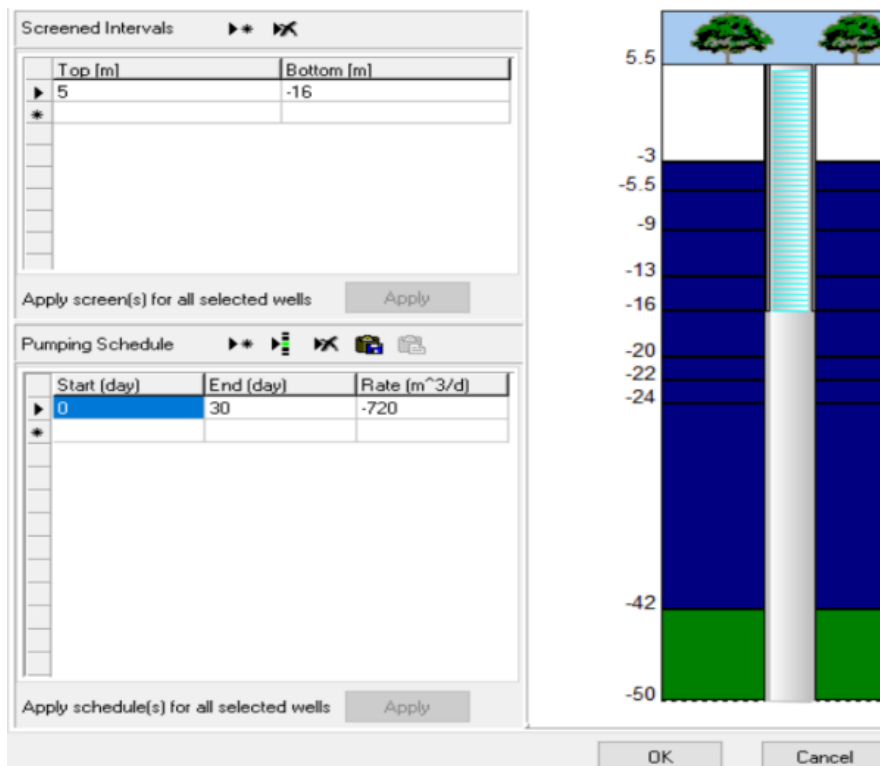 Screened Intervals
Top [m] Bottom [m]
5 -16
Apply screen(s) for all selected wells Apply
Pumping Schedule
Start (day) End (day) Rate (m^3/d)
0 30 -720
Apply schedule(s) for all selected wells Apply
5.5
-3
-5.5
-9
-13
-16
-20
-22
-24
-42
-50
OK Cancel